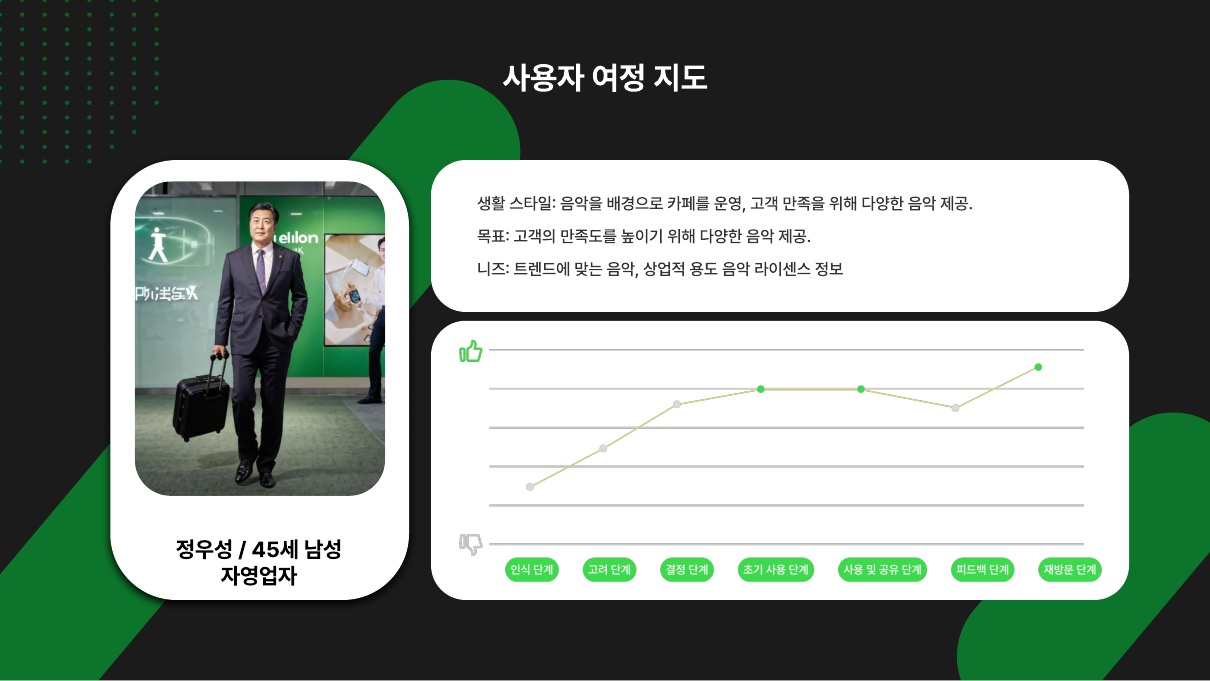 사용자 여정 지도
생활 스타일: 음악을 배경으로 카페를 운영, 고객 만족을 위해 다양한 음악 제공.
목표: 고객의 만족도를 높이기 위해 다양한 음악 제공.
니즈: 트렌드에 맞는 음악, 상업적 용도 음악 라이센스 정보
정우성 / 45세 남성
자영업자
인식 단계
고려 단계
결정 단계
초기 사용 단계
사용 및 공유 단계
피드백 단계
재방문 단계